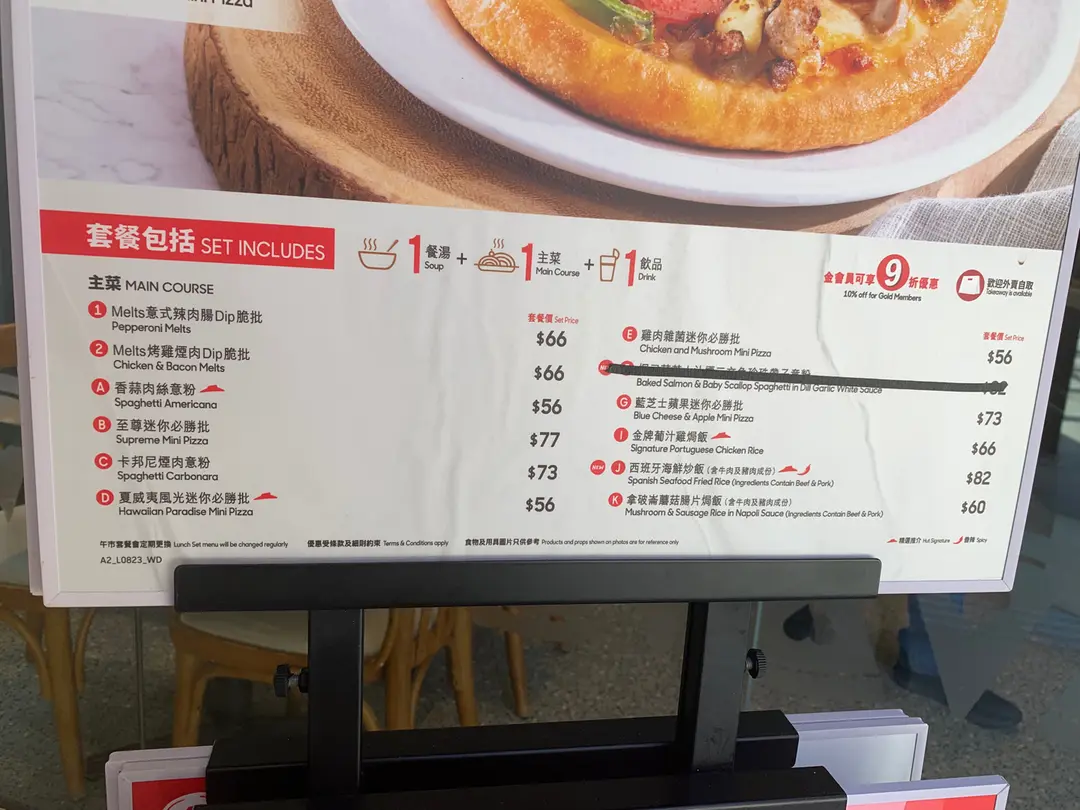 Pizza
套餐包括 SET INCLUDES
1 餐湯 Soup + 1 主菜 Main Course + 1 飲品 Drink
金會員可享9折優惠
10% off for Gold Members
歡迎外賣自取
Takeaway is available
主菜 MAIN COURSE
套餐價 Set Price
1 Melts意式辣肉腸Dip脆批 $66
Pepperoni Melts
2 Melts烤雞煙肉Dip脆批 $66
Chicken & Bacon Melts
A 香蒜肉絲意粉 $56
Spaghetti Americana
B 至尊迷你必勝批 $77
Supreme Mini Pizza
C 卡邦尼煙肉意粉 $73
Spaghetti Carbonara
D 夏威夷風光迷你必勝批 $56
Hawaiian Paradise Mini Pizza
套餐價 Set Price
E 雞肉雜菌迷你必勝批 $56
Chicken and Mushroom Mini Pizza
Baked Salmon & Baby Scallop Spaghetti in Dill Garlic White Sauce
G 藍芝士蘋果迷你必勝批 $73
Blue Cheese & Apple Mini Pizza
I 金牌葡汁雞焗飯 $66
Signature Portuguese Chicken Rice
NEW J 西班牙海鮮炒飯 (含牛肉及豬肉成份) $82
Spanish Seafood Fried Rice (Ingredients Contain Beef & Pork)
K 拿破崙蘑菇腸片焗飯 (含牛肉及豬肉成份) $60
Mushroom & Sausage Rice in Napoli Sauce (Ingredients Contain Beef & Pork)
午市套餐會定期更換 Lunch Set menu will be changed regularly 優惠受條款及細則約束 Terms & Conditions apply 食物及用具圖片只供參考 Products and props shown on photos are for reference only
精選推介 Hut Signature 香辣 Spicy
A2_L0823_WD